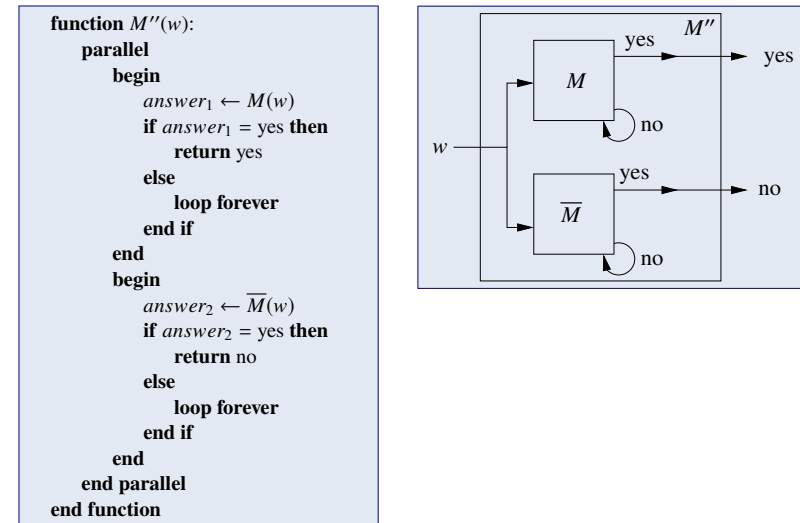 function M′′(w):
parallel
begin
answer₁ ← M(w)
if answer₁ = yes then
return yes
else
loop forever
end if
end
begin
answer₂ ← M̅(w)
if answer₂ = yes then
return no
else
loop forever
end if
end
end parallel
end function
M′′
yes
yes
M
no
w
yes
no
M̅
no